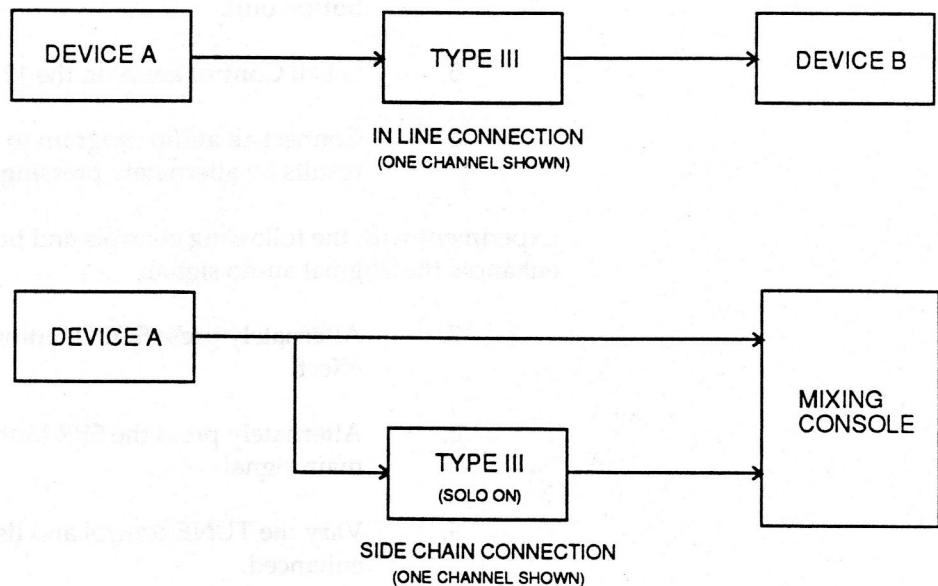 DEVICE A
TYPE III
DEVICE B
IN LINE CONNECTION
(ONE CHANNEL SHOWN)
DEVICE A
TYPE III
(SOLO ON)
MIXING
CONSOLE
SIDE CHAIN CONNECTION
(ONE CHANNEL SHOWN)